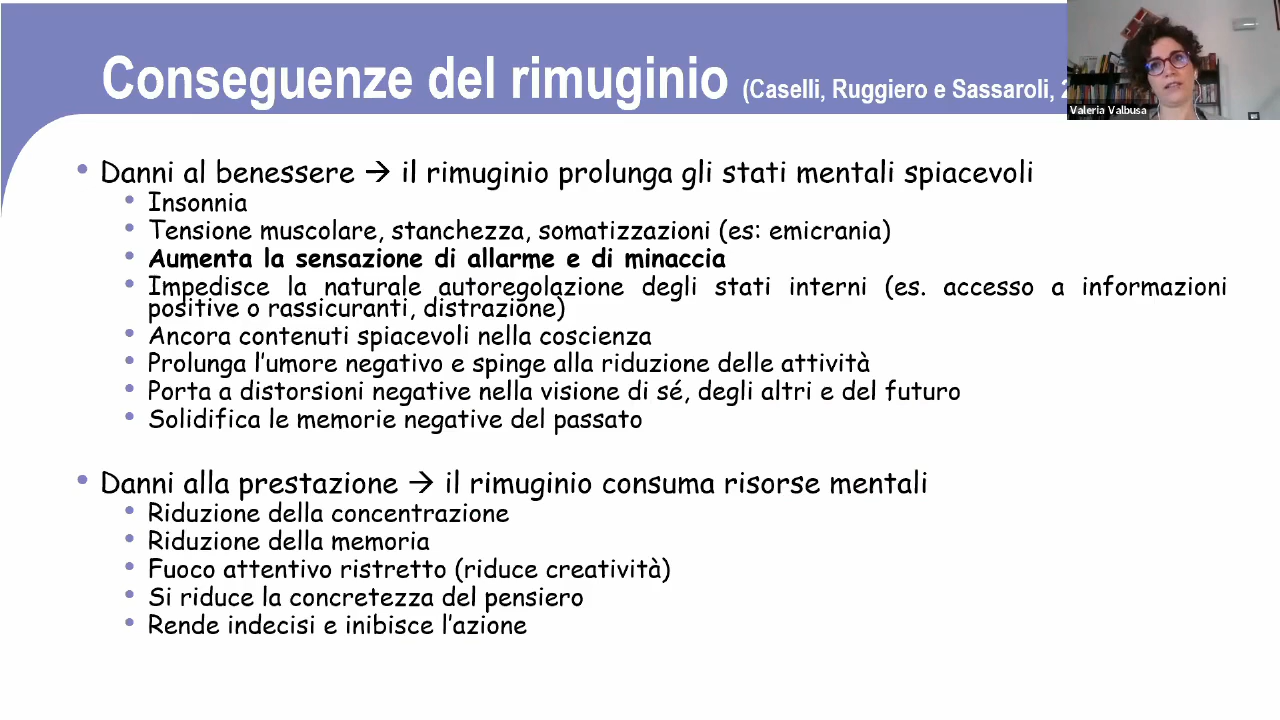 Conseguenze del rimuginio (Caselli, Ruggiero e Sassaroli,
Valeria Valbusa
• Danni al benessere → il rimuginio prolunga gli stati mentali spiacevoli
• Insonnia
• Tensione muscolare, stanchezza, somatizzazioni (es: emicrania)
• Aumenta la sensazione di allarme e di minaccia
• Impedisce la naturale autoregolazione degli stati interni (es. accesso a informazioni
positive o rassicuranti, distrazione)
• Ancora contenuti spiacevoli nella coscienza
• Prolunga l'umore negativo e spinge alla riduzione delle attività
• Porta a distorsioni negative nella visione di sé, degli altri e del futuro
• Solidifica le memorie negative del passato
• Danni alla prestazione → il rimuginio consuma risorse mentali
• Riduzione della concentrazione
• Riduzione della memoria
• Fuoco attentivo ristretto (riduce creatività)
• Si riduce la concretezza del pensiero
• Rende indecisi e inibisce l'azione